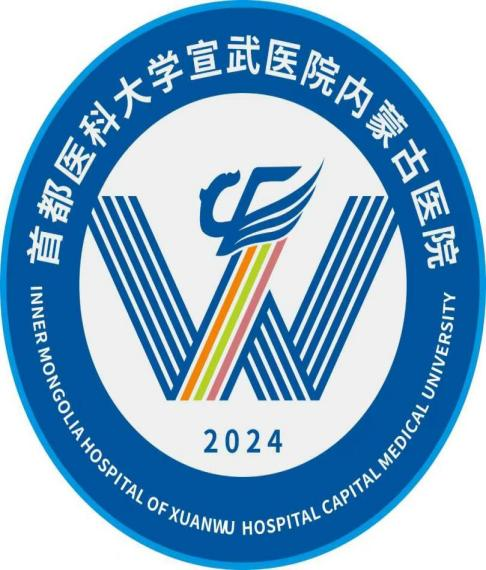 首都医科大学宣武医院内蒙古医院
2024
INNER MONGOLIA HOSPITAL OF XUANWU HOSPITAL CAPITAL MEDICAL UNIVERSITY